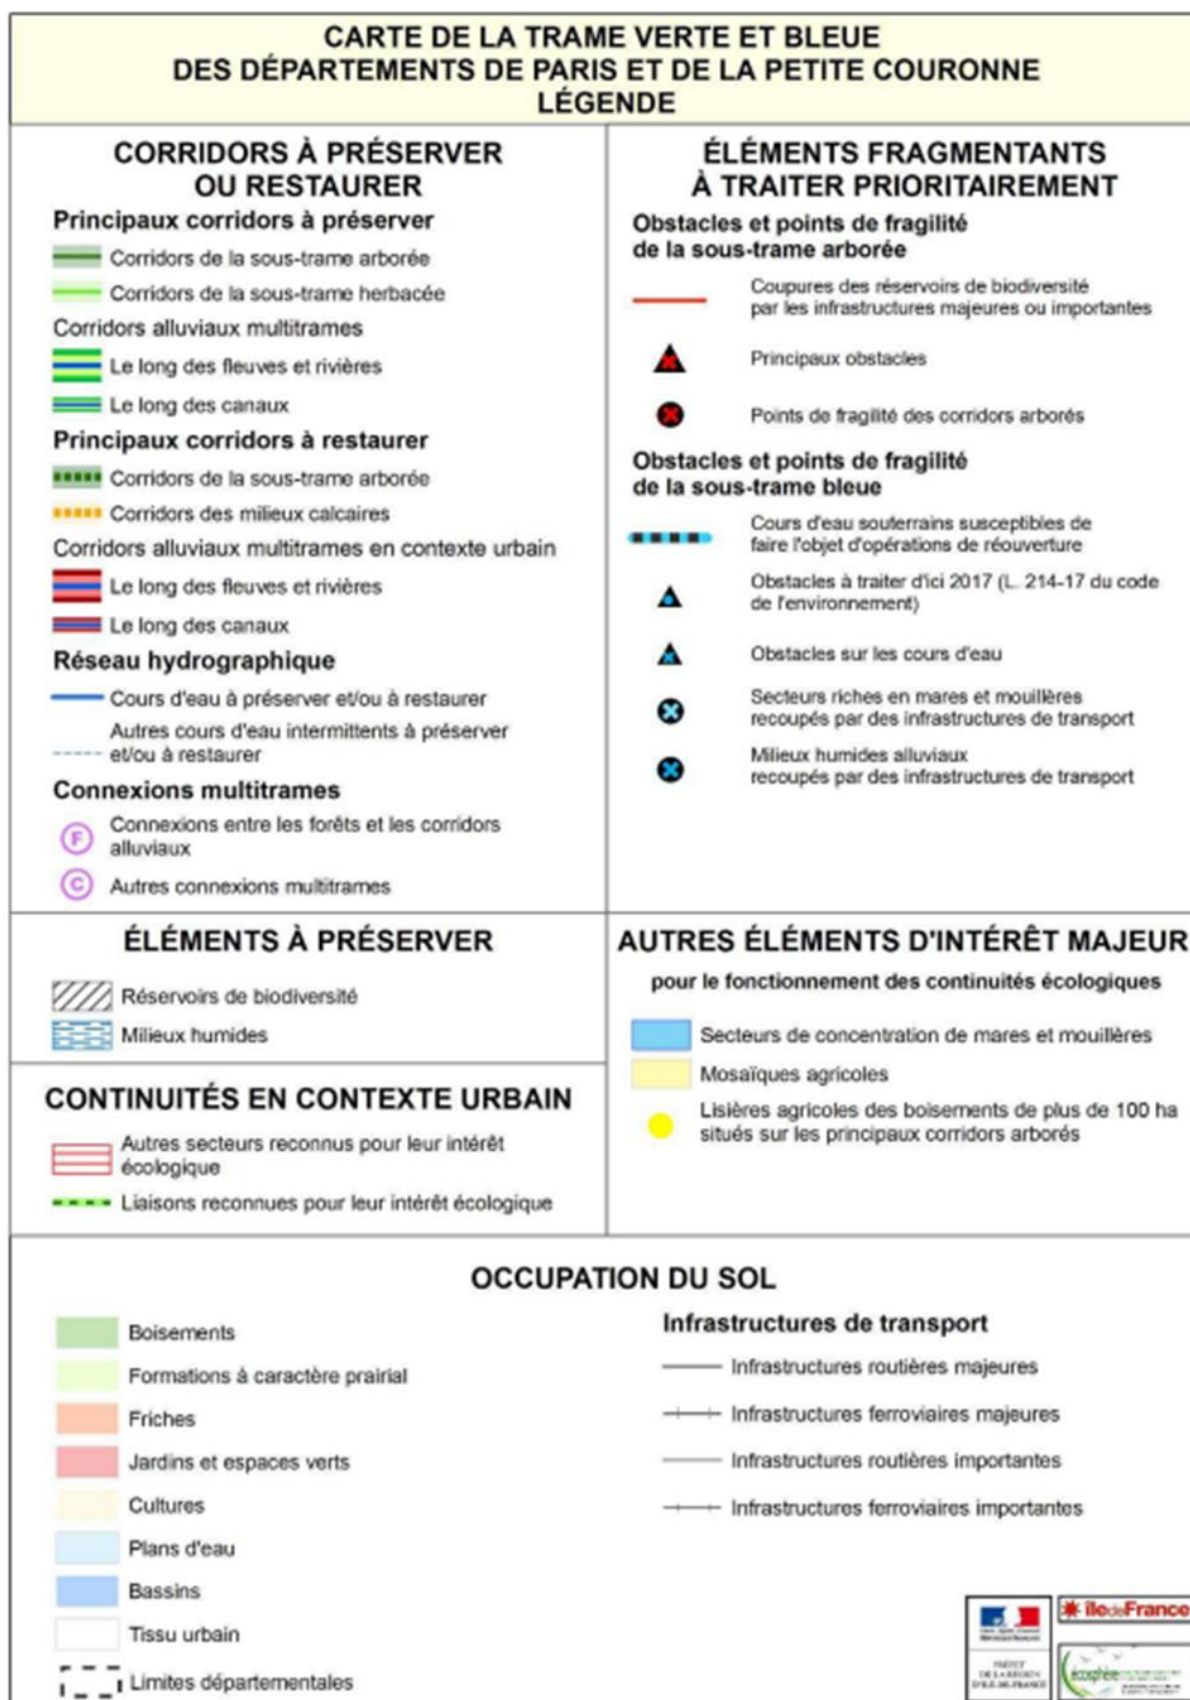 CARTE DE LA TRAME VERTE ET BLEUE
DES DÉPARTEMENTS DE PARIS ET DE LA PETITE COURONNE
LÉGENDE
CORRIDORS À PRÉSERVER
OU RESTAURER
Principaux corridors à préserver
Corridors de la sous-trame arborée
Corridors de la sous-trame herbacée
Corridors alluviaux multitrames
Le long des fleuves et rivières
Le long des canaux
Principaux corridors à restaurer
Corridors de la sous-trame arborée
Corridors des milieux calcaires
Corridors alluviaux multitrames en contexte urbain
Le long des fleuves et rivières
Le long des canaux
Réseau hydrographique
Cours d'eau à préserver et/ou à restaurer
Autres cours d'eau intermittents à préserver
et/ou à restaurer
Connexions multitrames
F
Connexions entre les forêts et les corridors
alluviaux
C
Autres connexions multitrames
ÉLÉMENTS FRAGMENTANTS
À TRAITER PRIORITAIREMENT
Obstacles et points de fragilité
de la sous-trame arborée
Coupures des réservoirs de biodiversité
par les infrastructures majeures ou importantes
Principaux obstacles
Points de fragilité des corridors arborés
Obstacles et points de fragilité
de la sous-trame bleue
Cours d'eau souterrains susceptibles de
faire l'objet d'opérations de réouverture
Obstacles à traiter d'ici 2017 (L. 214-17 du code
de l'environnement)
Obstacles sur les cours d'eau
Secteurs riches en mares et mouillères
recoupés par des infrastructures de transport
Milieux humides alluviaux
recoupés par des infrastructures de transport
ÉLÉMENTS À PRÉSERVER
Réservoirs de biodiversité
Milieux humides
CONTINUITÉS EN CONTEXTE URBAIN
Autres secteurs reconnus pour leur intérêt
écologique
Liaisons reconnues pour leur intérêt écologique
AUTRES ÉLÉMENTS D'INTÉRÊT MAJEUR
pour le fonctionnement des continuités écologiques
Secteurs de concentration de mares et mouillères
Mosaïques agricoles
Lisières agricoles des boisements de plus de 100 ha
situés sur les principaux corridors arborés
OCCUPATION DU SOL
Boisements
Formations à caractère prairial
Friches
Jardins et espaces verts
Cultures
Plans d'eau
Bassins
Tissu urbain
Limites départementales
Infrastructures de transport
Infrastructures routières majeures
Infrastructures ferroviaires majeures
Infrastructures routières importantes
Infrastructures ferroviaires importantes
PRÉFET
DE LA RÉGION
D'ÎLE-DE-FRANCE
îledeFrance
écosphère